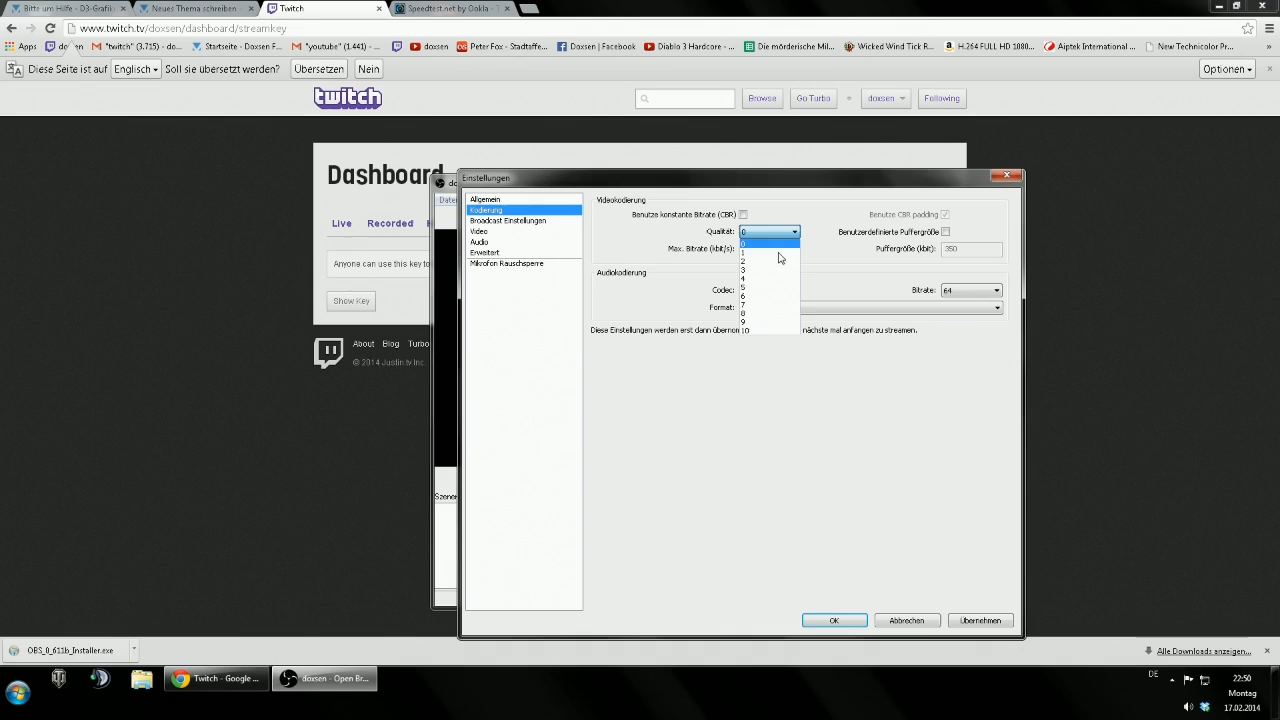 Bitte um Hilfe - D3-Grafik
Neues Thema schreiben -
Twitch
Speedtest.net by Ookla -
www.twitch.tv/doxsen/dashboard/streamkey
Apps
"twitch" (3.715) - do...
Startseite - Doxsen F...
"youtube" (1.441) - ...
doxsen
Peter Fox - Stadtaffe...
Doxsen | Facebook
Diablo 3 Hardcore - ...
Die mörderische Mil...
Wicked Wind Tick R...
H.264 FULL HD 1080...
Aiptek International ...
New Technicolor Pr...
Diese Seite ist auf Englisch Soll sie übersetzt werden? Übersetzen Nein Optionen
twitch
Browse
Go Turbo
doxsen
Following
Dashboard
Live
Recorded
Anyone can use this key to
Show Key
About Blog Turbo
© 2014 Justin.tv Inc.
Datei
Szenen
Einstellungen
Allgemein
Kodierung
Broadcast Einstellungen
Video
Audio
Erweitert
Mikrofon Rauschsperre
Videokodierung
Benutze konstante Bitrate (CBR)
Benutze CBR padding
Qualität: 0
Benutzerdefinierte Puffergröße
Max. Bitrate (kbit/s):
Puffergröße (kbit): 350
0
1
2
3
4
5
6
7
8
9
10
Audiokodierung
Codec:
Bitrate: 64
Format:
Diese Einstellungen werden erst dann übernom nächste mal anfangen zu streamen.
OK
Abbrechen
Übernehmen
OBS_0_611b_Installer.exe
Alle Downloads anzeigen...
Twitch - Google ...
doxsen - Open Br...
DE
22:50
Montag
17.02.2014